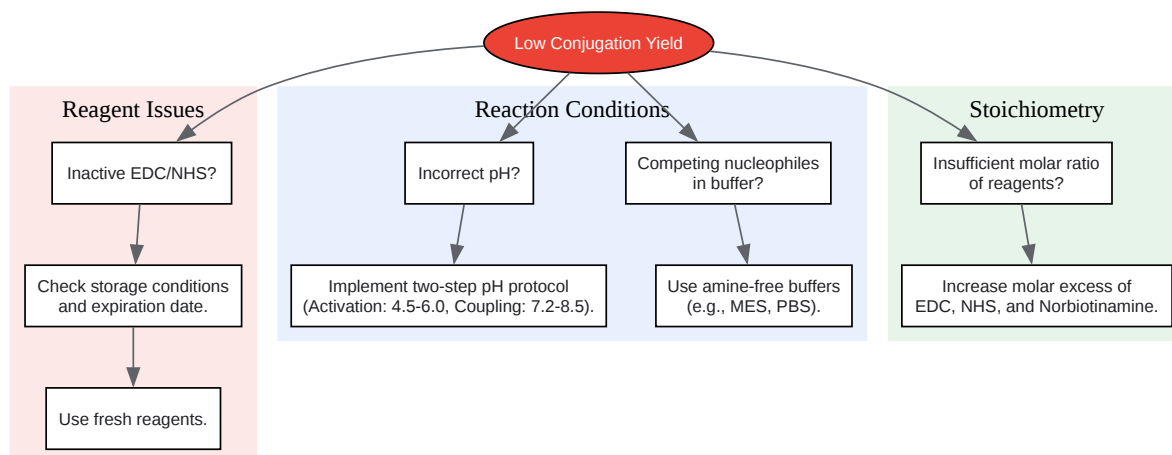 Low Conjugation Yield
Reagent Issues
Reaction Conditions
Stoichiometry
Inactive EDC/NHS?
Incorrect pH?
Competing nucleophiles
in buffer?
Insufficient molar ratio
of reagents?
Check storage conditions
and expiration date.
Implement two-step pH protocol
(Activation: 4.5-6.0, Coupling: 7.2-8.5).
Use amine-free buffers
(e.g., MES, PBS).
Increase molar excess of
EDC, NHS, and Norbiotinamine.
Use fresh reagents.